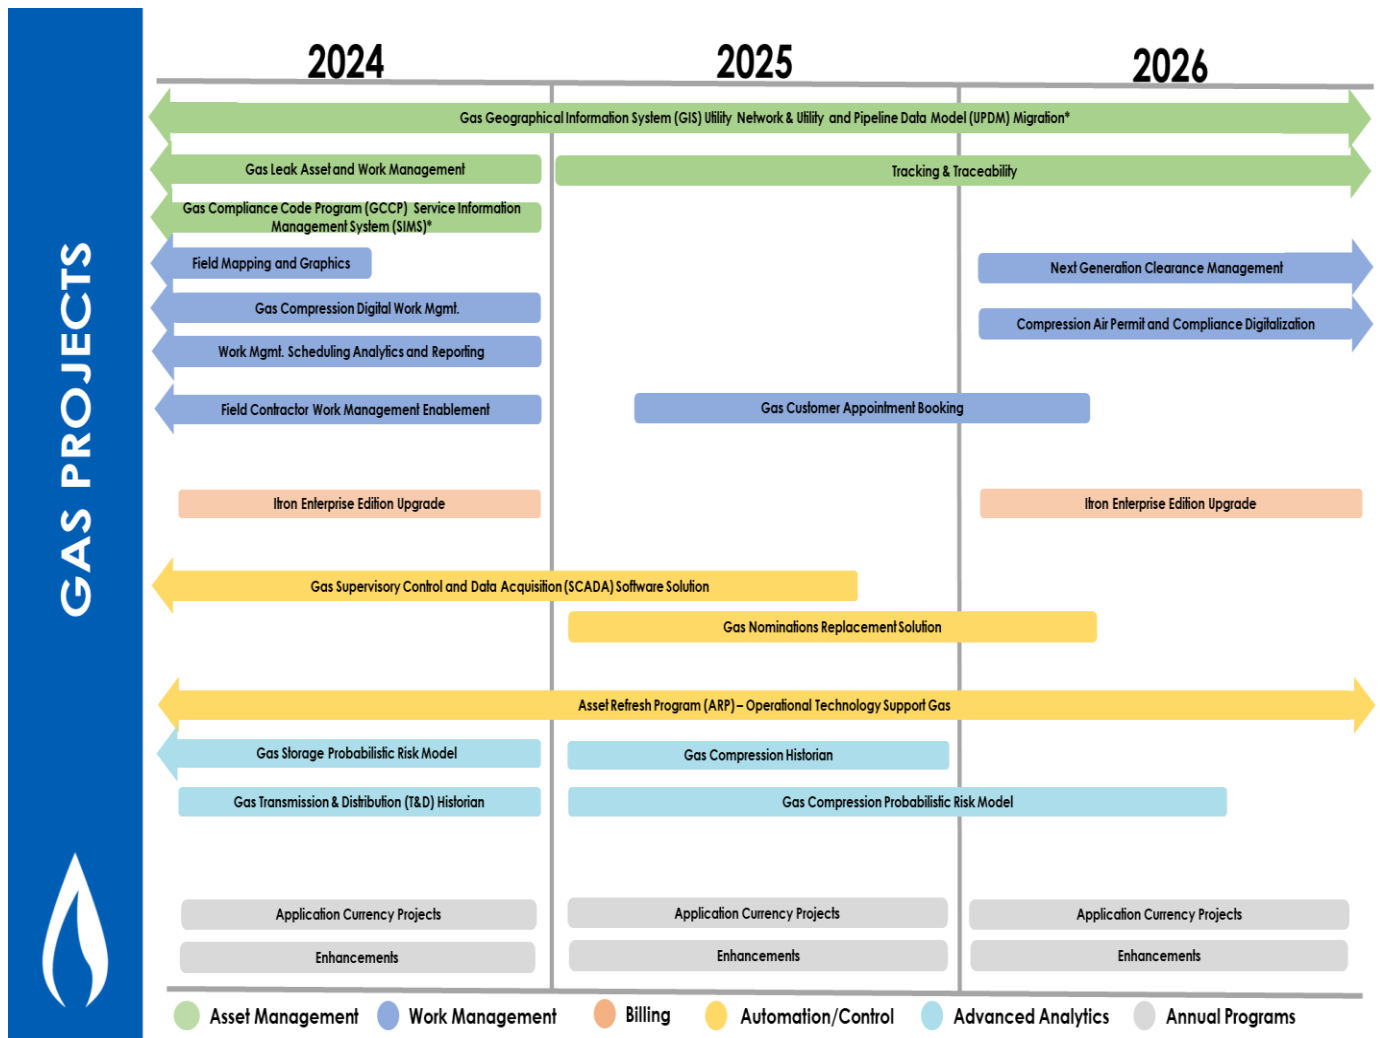 GAS PROJECTS
2024
2025
2026
Gas Geographical Information System (GIS) Utility Network & Utility and Pipeline Data Model (UPDM) Migration*
Gas Leak Asset and Work Management
Tracking & Traceability
Gas Compliance Code Program (GCCP) Service Information
Management System (SIMS)*
Field Mapping and Graphics
Next Generation Clearance Management
Gas Compression Digital Work Mgmt.
Compression Air Permit and Compliance Digitalization
Work Mgmt. Scheduling Analytics and Reporting
Field Contractor Work Management Enablement
Gas Customer Appointment Booking
Itron Enterprise Edition Upgrade
Itron Enterprise Edition Upgrade
Gas Supervisory Control and Data Acquisition (SCADA) Software Solution
Gas Nominations Replacement Solution
Asset Refresh Program (ARP) – Operational Technology Support Gas
Gas Storage Probabilistic Risk Model
Gas Compression Historian
Gas Transmission & Distribution (T&D) Historian
Gas Compression Probabilistic Risk Model
Application Currency Projects
Application Currency Projects
Application Currency Projects
Enhancements
Enhancements
Enhancements
Asset Management
Work Management
Billing
Automation/Control
Advanced Analytics
Annual Programs